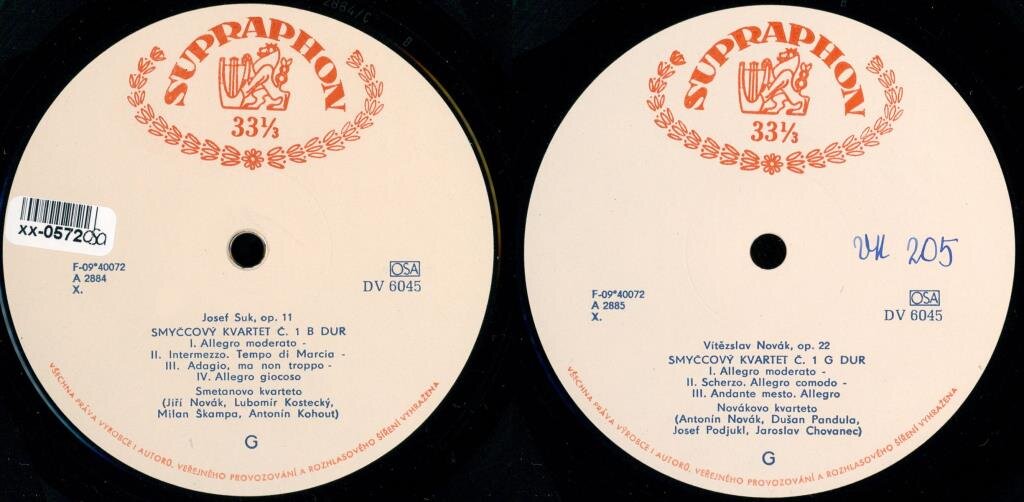 2884/C
B
SUPRAPHON
33⅓
XX-0572
OSA
F-09*40072
A 2884
X.
OSA
DV 6045
Josef Suk, op. 11
SMYČCOVÝ KVARTET Č. 1 B DUR
I. Allegro moderato -
II. Intermezzo. Tempo di Marcia -
III. Adagio, ma non troppo -
IV. Allegro giocoso
Smetanovo kvarteto
(Jiří Novák, Lubomír Kostecký,
Milan Škampa, Antonín Kohout)
G
VŠECHNA PRÁVA VÝROBCE I AUTORŮ, VEŘEJNÉHO PROVOZOVÁNÍ A ROZHLASOVÉHO ŠÍŘENÍ VYHRAŽENA
B
SUPRAPHON
33⅓
VK 205
F-09*40072
A 2885
X.
OSA
DV 6045
Vítězslav Novák, op. 22
SMYČCOVÝ KVARTET Č. 1 G DUR
I. Allegro moderato -
II. Scherzo. Allegro comodo -
III. Andante mesto. Allegro
Novákovo kvarteto
(Antonín Novák, Dušan Pandula,
Josef Podjukl, Jaroslav Chovanec)
G
VŠECHNA PRÁVA VÝROBCE I AUTORŮ, VEŘEJNÉHO PROVOZOVÁNÍ A ROZHLASOVÉHO ŠÍŘENÍ VYHRAŽENA